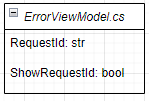 ErrorViewModel.cs
RequestId: str
ShowRequestId: bool